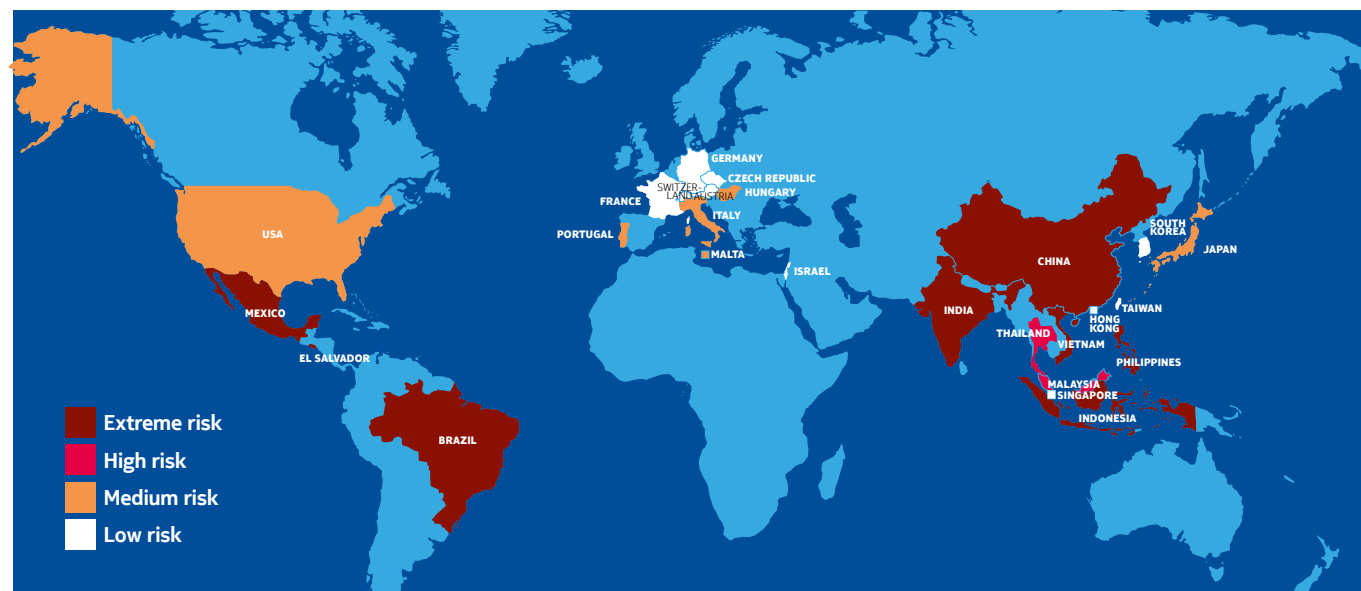 GERMANY
CZECH REPUBLIC
SWITZER-
LAND
AUSTRIA
HUNGARY
FRANCE
ITALY
PORTUGAL
MALTA
ISRAEL
USA
MEXICO
EL SALVADOR
BRAZIL
SOUTH
KOREA
JAPAN
CHINA
TAIWAN
INDIA
HONG
KONG
THAILAND
VIETNAM
PHILIPPINES
MALAYSIA
SINGAPORE
INDONESIA
Extreme risk
High risk
Medium risk
Low risk